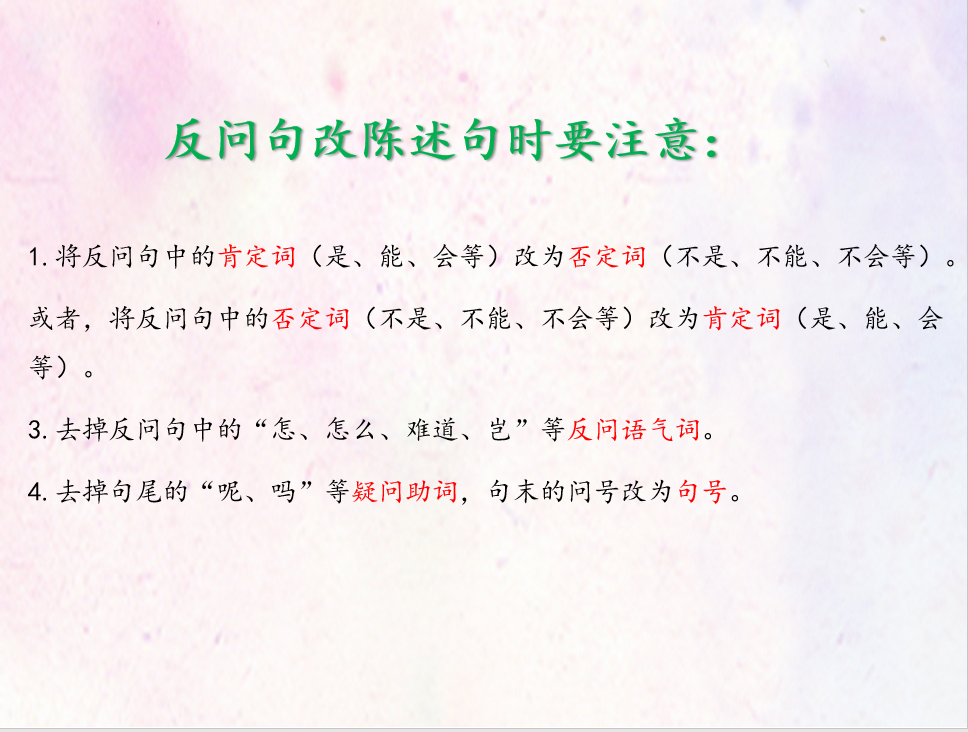 反问句改陈述句时要注意：
1.将反问句中的肯定词（是、能、会等）改为否定词（不是、不能、不会等）。
或者，将反问句中的否定词（不是、不能、不会等）改为肯定词（是、能、会
等）。
3.去掉反问句中的“怎、怎么、难道、岂”等反问语气词。
4.去掉句尾的“呢、吗”等疑问助词，句末的问号改为句号。